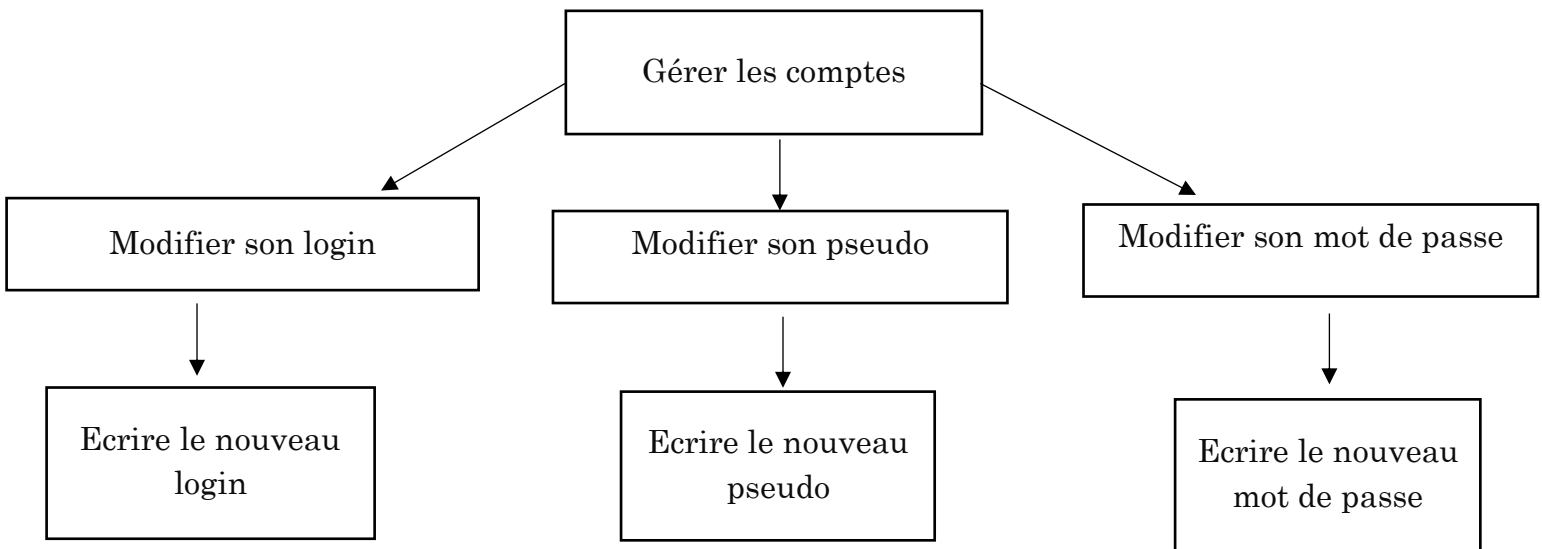 Gérer les comptes
Modifier son login
Modifier son pseudo
Modifier son mot de passe
Ecrire le nouveau
login
Ecrire le nouveau
pseudo
Ecrire le nouveau
mot de passe